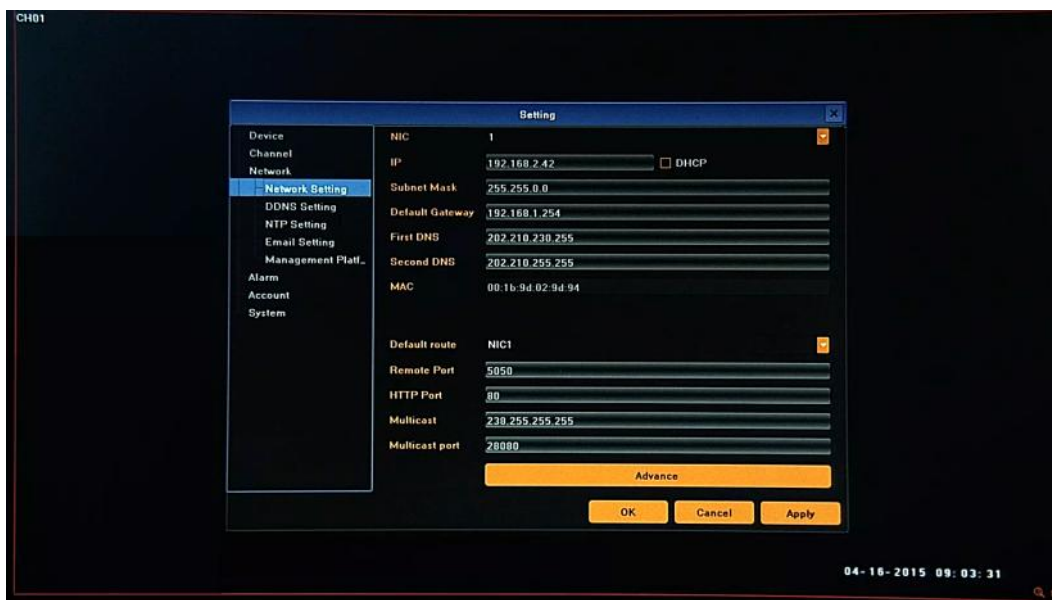 CH01
Setting
Device
Channel
Network
Network Setting
DDNS Setting
NTP Setting
Email Setting
Management Platf_
Alarm
Account
System
NIC 1
IP 192.168.2.42 DHCP
Subnet Mask 255.255.0.0
Default Gateway 192.168.1.254
First DNS 202.210.230.255
Second DNS 202.210.255.255
MAC 00:1b:9d:02:9d:94
Default route NIC1
Remote Port 5050
HTTP Port 80
Multicast 230.255.255.255
Multicast port 28080
Advance
OK Cancel Apply
04-16-2015 09:03:31